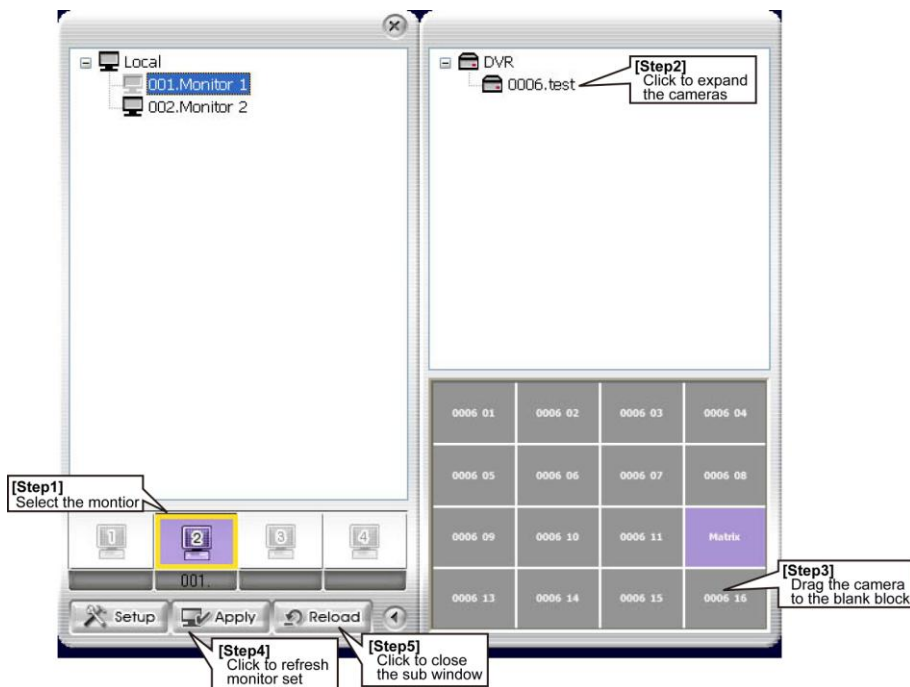 Local
001.Monitor 1
002.Monitor 2
DVR
0006.test
[Step2]
Click to expand
the cameras
0006 01 0006 02 0006 03 0006 04
0006 05 0006 06 0006 07 0006 08
0006 09 0006 10 0006 11 Matrix
0006 13 0006 14 0006 15 0006 16
[Step1]
Select the montior
1 2 3 4
001.
Setup Apply Reload
[Step3]
Drag the camera
to the blank block
[Step4]
Click to refresh
monitor set
[Step5]
Click to close
the sub window